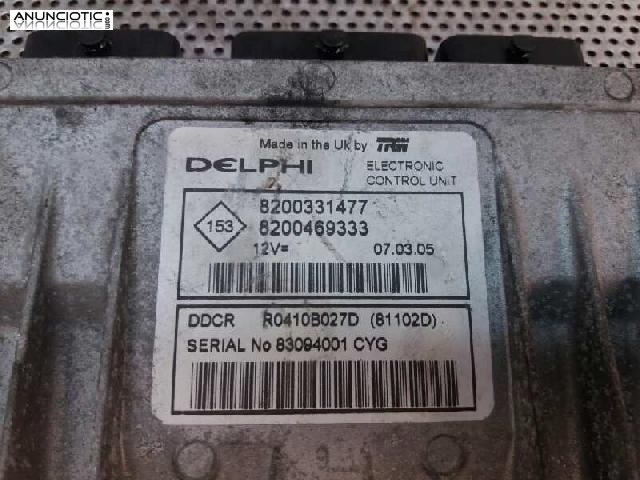 ANUNCIOTIC.com
Made in the Uk by TRW
DELPHI ELECTRONIC
CONTROL UNIT
8200331477
153
8200469333
12V= 07.03.05
DDCR R0410B027D (81102D)
SERIAL No 83094001 CYG